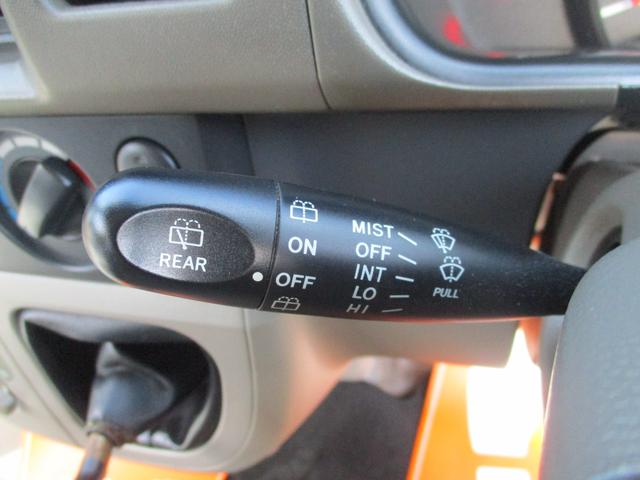 REAR
ON
OFF
MIST
OFF
INT
LO
HI
PULL